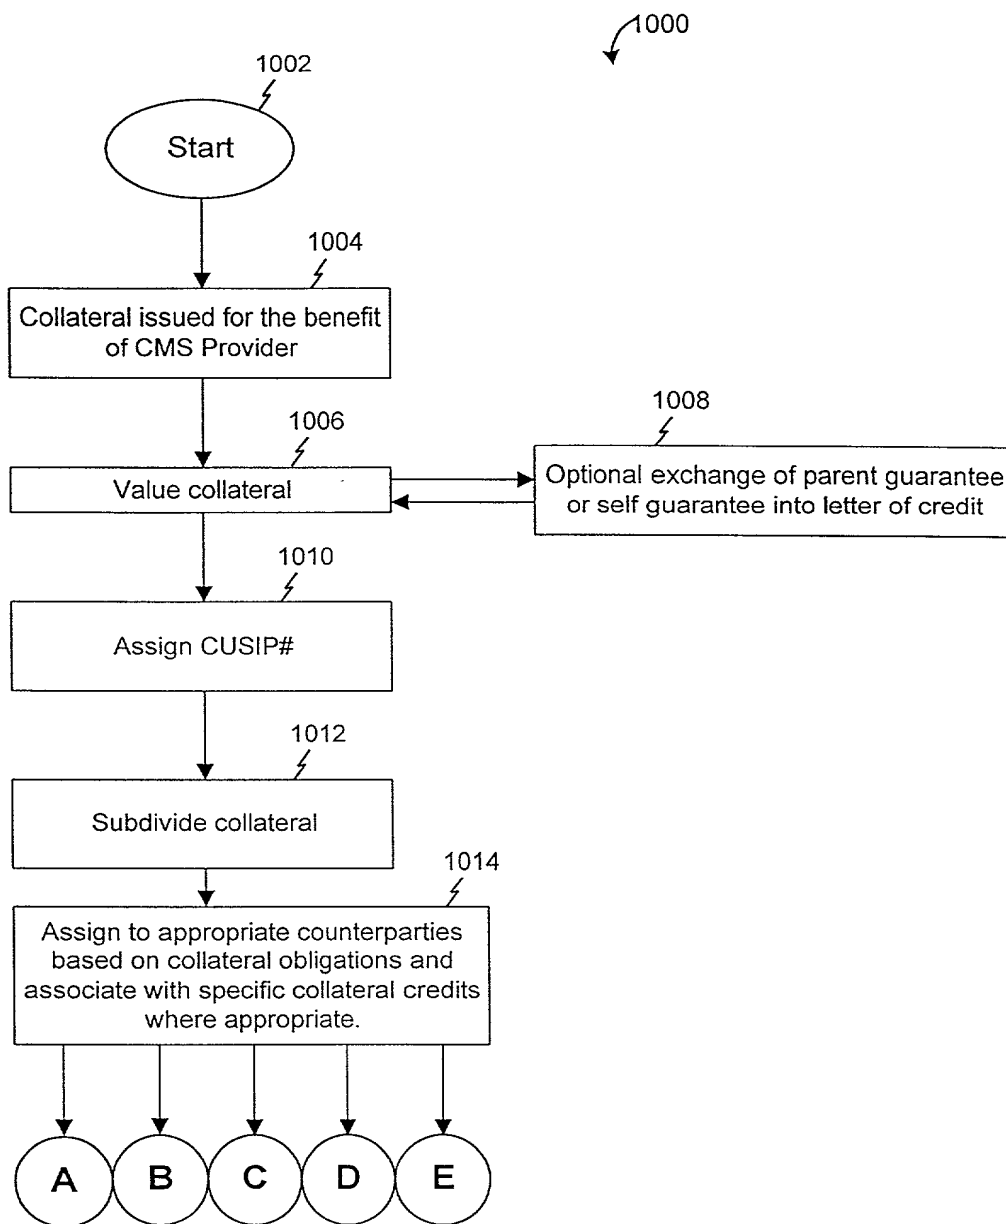 1000
1002
Start
1004
Collateral issued for the benefit
of CMS Provider
1006
Value collateral
1008
Optional exchange of parent guarantee
or self guarantee into letter of credit
1010
Assign CUSIP#
1012
Subdivide collateral
1014
Assign to appropriate counterparties
based on collateral obligations and
associate with specific collateral credits
where appropriate.
A B C D E